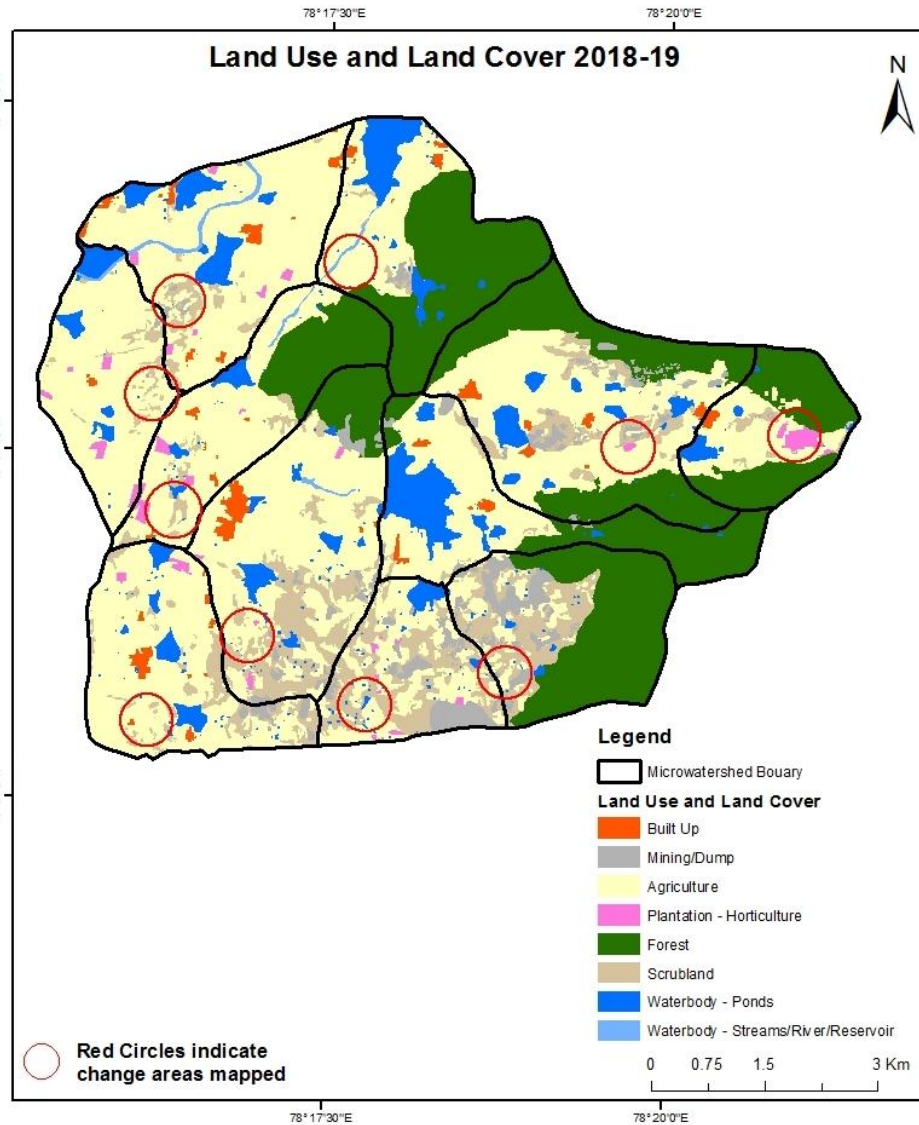 78°17'30"E
78°20'0"E
Land Use and Land Cover 2018-19
N
Legend
Microwatershed Bouary
Land Use and Land Cover
Built Up
Mining/Dump
Agriculture
Plantation - Horticulture
Forest
Scrubland
Waterbody - Ponds
Waterbody - Streams/River/Reservoir
Red Circles indicate
change areas mapped
0 0.75 1.5 3 Km
78°17'30"E
78°20'0"E